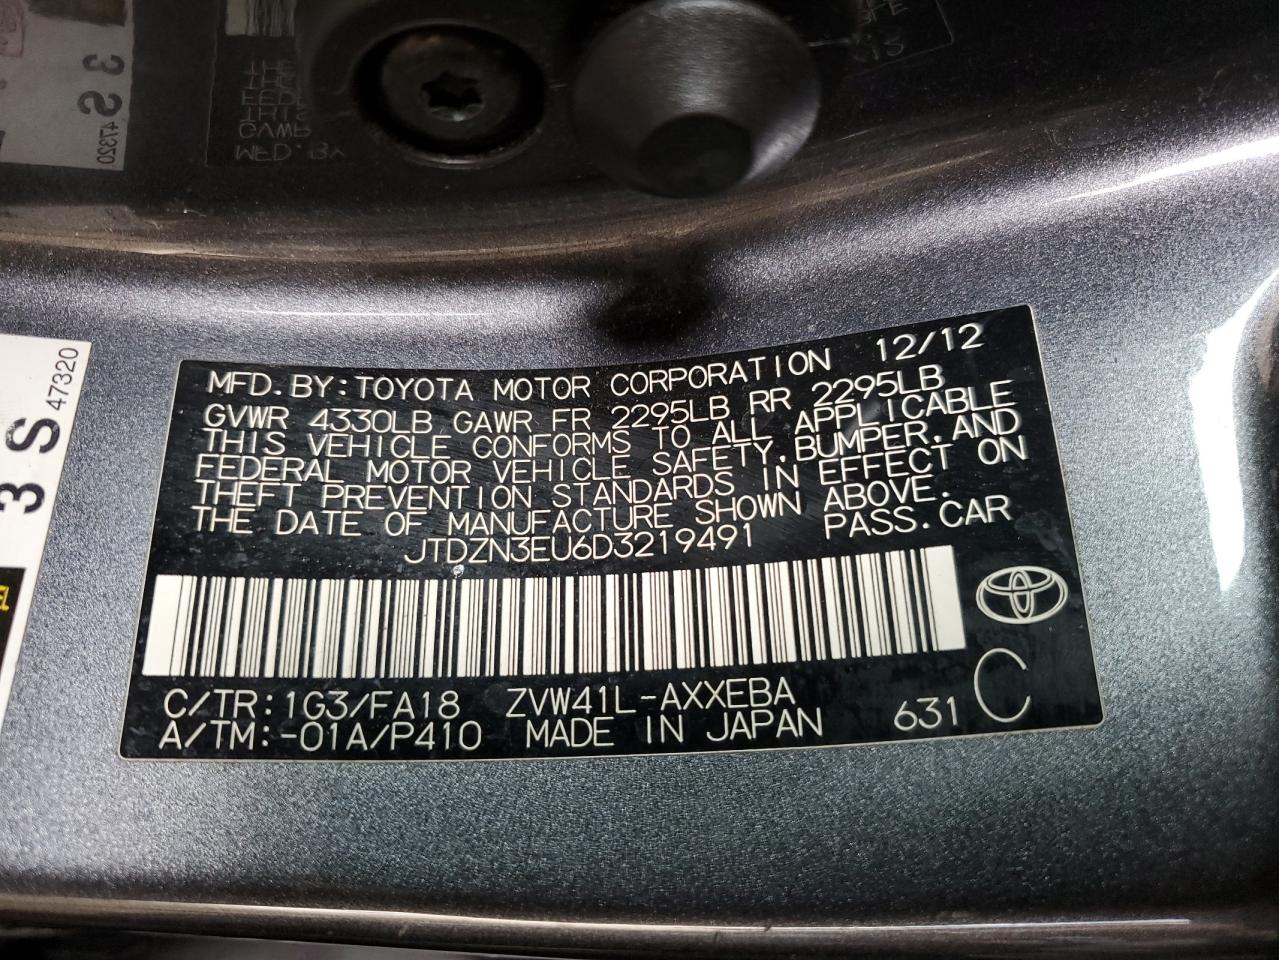 MFD.BY:TOYOTA MOTOR CORPORATION 12/12
GVWR 4330LB GAWR FR 2295LB RR 2295LB
THIS VEHICLE CONFORMS TO ALL APPLICABLE
FEDERAL MOTOR VEHICLE SAFETY,BUMPER,AND
THEFT PREVENTION STANDARDS IN EFFECT ON
THE DATE OF MANUFACTURE SHOWN ABOVE.
JTDZN3EU6D3219491 PASS.CAR
C/TR:1G3/FA18 ZVW41L-AXXEBA
A/TM:-01A/P410 MADE IN JAPAN 631 C
3 S 47320